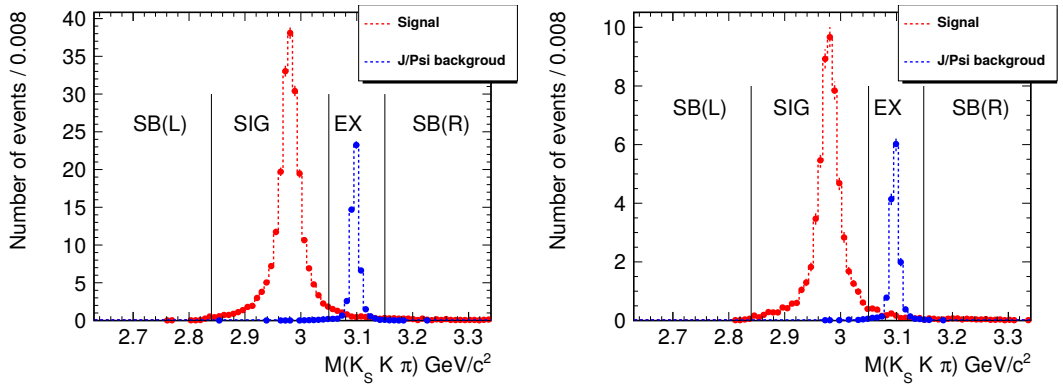 Number of events / 0.008
40
35
30
25
20
15
10
5
0
Signal
J/Psi backgroud
SB(L) SIG EX SB(R)
2.7 2.8 2.9 3 3.1 3.2 3.3
M(K_S K π) GeV/c²
Number of events / 0.008
10
8
6
4
2
0
Signal
J/Psi backgroud
SB(L) SIG EX SB(R)
2.7 2.8 2.9 3 3.1 3.2 3.3
M(K_S K π) GeV/c²